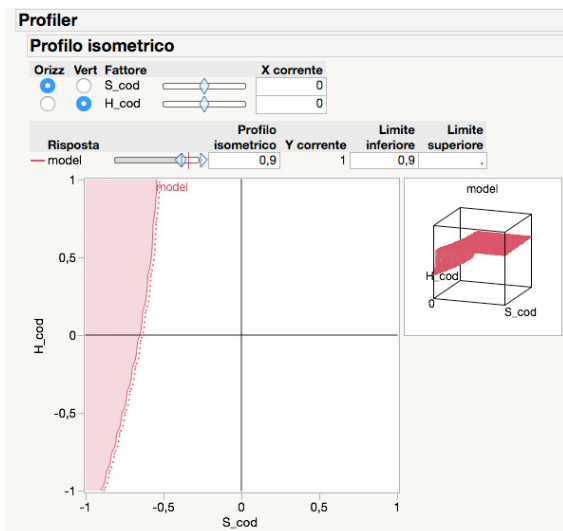 Profiler
Profilo isometrico
Orizz Vert Fattore X corrente
S_cod 0
H_cod 0
Risposta Profilo isometrico Y corrente Limite inferiore Limite superiore
model 0,9 1 0,9 .
1
0,5
0
-0,5
-1
H_cod
model
-1 -0,5 0 0,5 1
S_cod
model
H_cod
0
S_cod